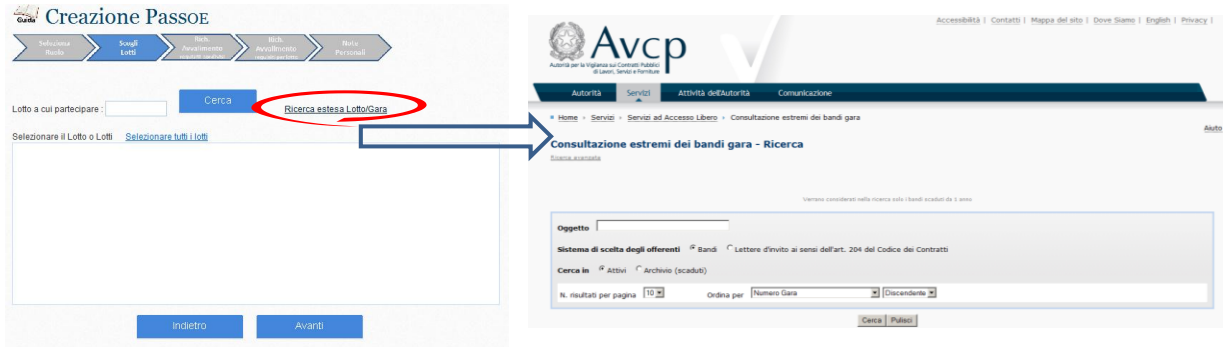 Guida Creazione PassOE
Seleziona Ruolo
Scegli Lotti
Rich. Avvalimento
Rich. Avvalimento
Note Personali
Lotto a cui partecipare :
Cerca
Ricerca estesa Lotto/Gara
Selezionare il Lotto o Lotti Selezionare tutti i lotti
Indietro Avanti
Accessibilità | Contatti | Mappa del sito | Dove Siamo | English | Privacy |
Avcp
Autorità per la Vigilanza sui Contratti Pubblici
di Lavori, Servizi e Forniture
Autorità Servizi Attività dell'Autorità Comunicazione
Home › Servizi › Servizi ad Accesso Libero › Consultazione estremi dei bandi gara
Aiuto
Consultazione estremi dei bandi gara - Ricerca
Ricerca avanzata
Verrano considerati nella ricerca solo i bandi scaduti da 1 anno
Oggetto
Sistema di scelta degli offerenti Bandi Lettere d'invito ai sensi dell'art. 204 del Codice dei Contratti
Cerca in Attivi Archivio (scaduti)
N. risultati per pagina 10 Ordina per Numero Gara Discendente
Cerca Pulisci